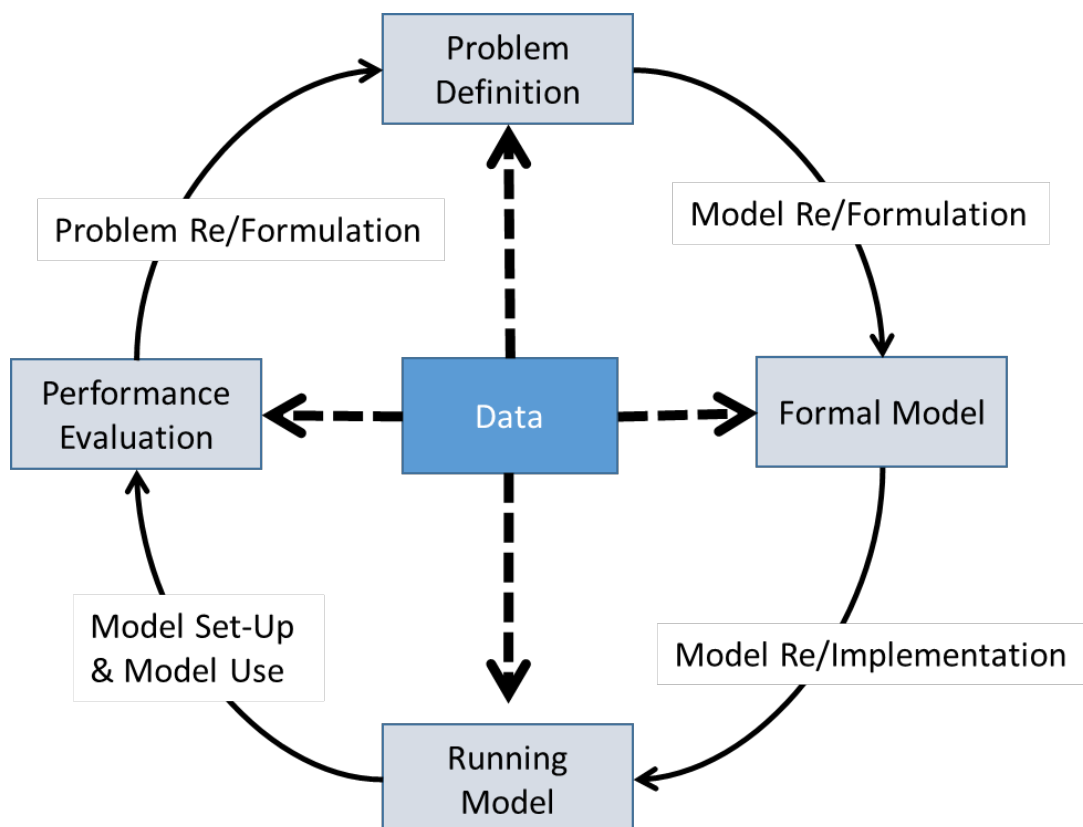 Problem
Definition
Problem Re/Formulation
Model Re/Formulation
Performance
Evaluation
Data
Formal Model
Model Set-Up
& Model Use
Model Re/Implementation
Running
Model